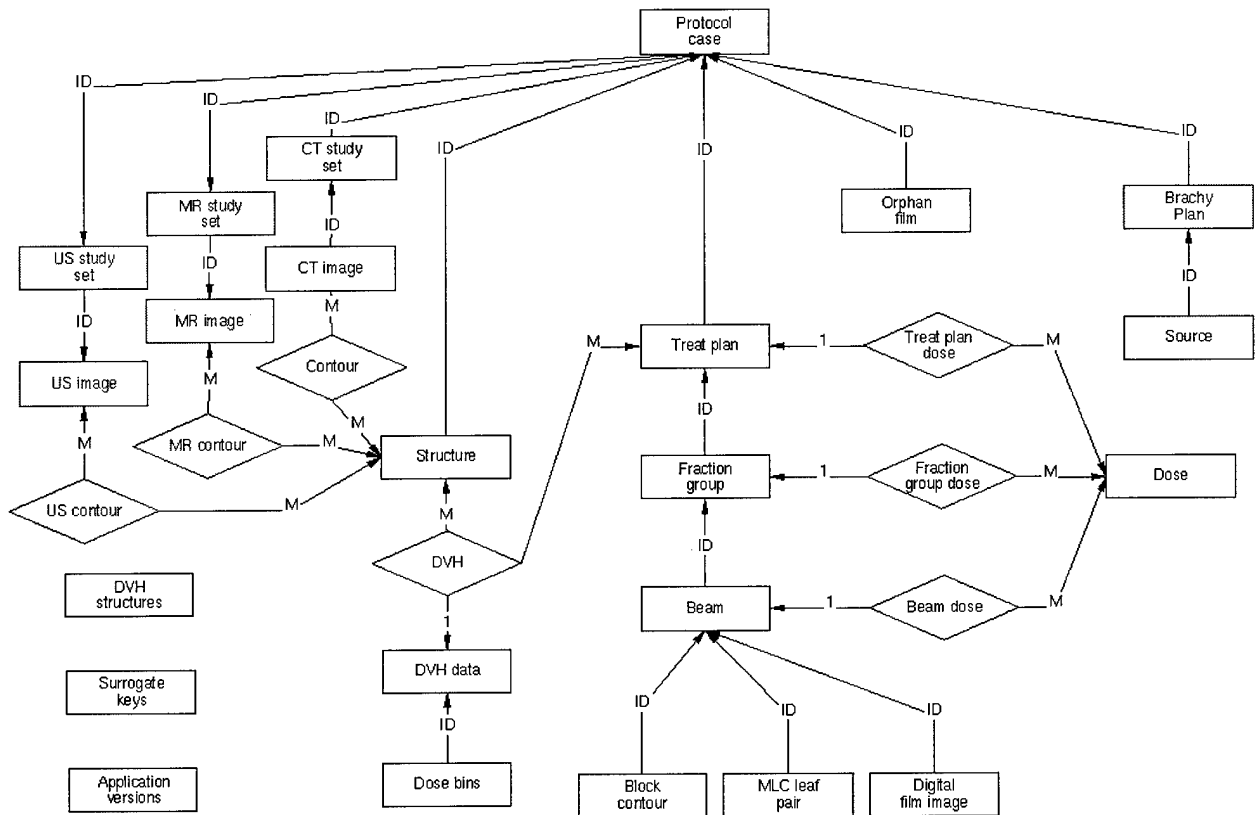 Protocol
case
ID
ID
ID
ID
ID
ID
ID
CT study
set
MR study
set
ID
Orphan
film
Brachy
Plan
US study
set
ID
CT image
ID
ID
MR image
M
Treat plan
1
Treat plan
dose
M
Source
M
US image
M
Contour
ID
M
MR contour
M
M
Structure
Fraction
group
1
Fraction
group dose
M
Dose
US contour
M
M
ID
DVH
DVH
structures
Beam
1
Beam dose
M
1
DVH data
Surrogate
keys
ID
ID
ID
ID
Application
versions
Dose bins
Block
contour
MLC leaf
pair
Digital
film image